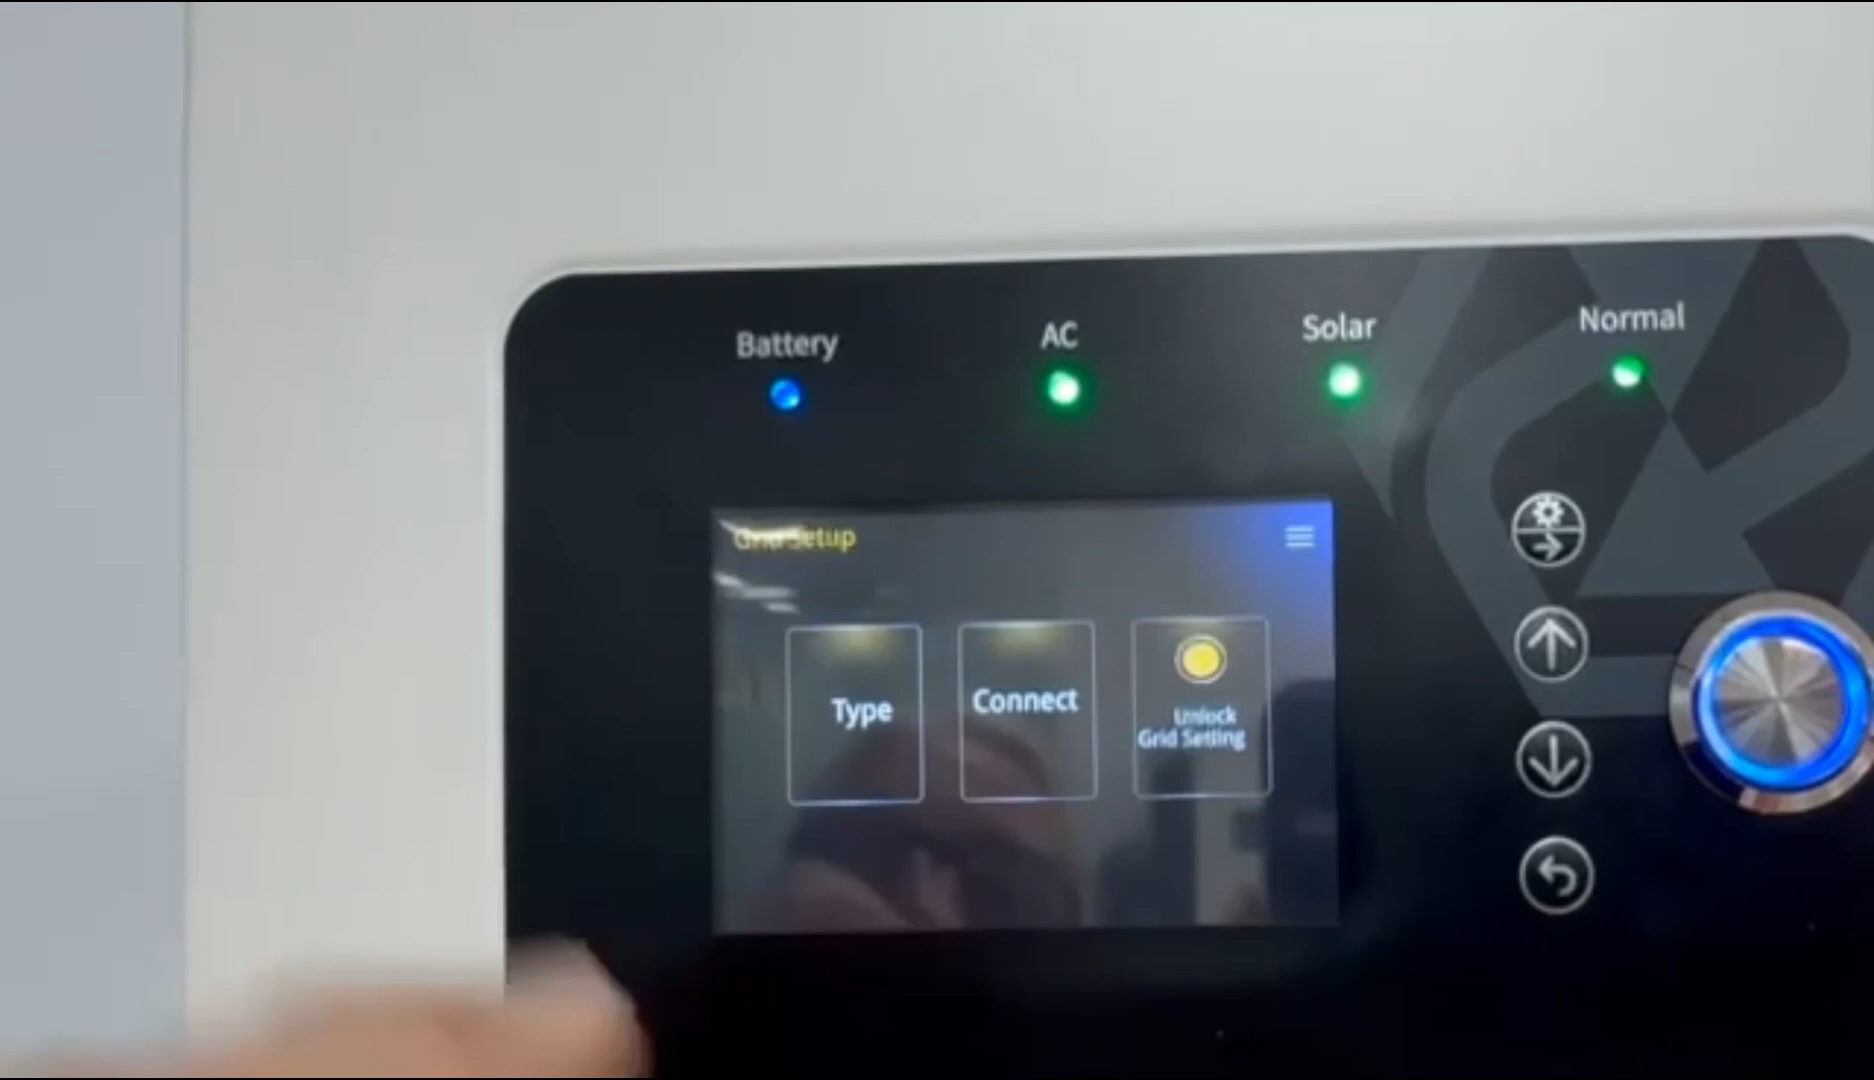 Battery
AC
Solar
Normal
Grid Setup
Type
Connect
Unlock
Grid Setting